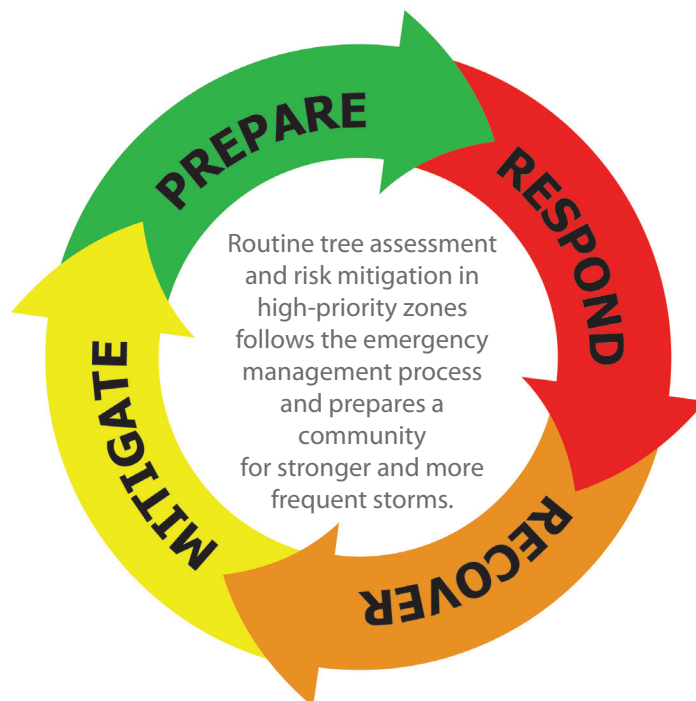 PREPARE
RESPOND
RECOVER
MITIGATE
Routine tree assessment
and risk mitigation in
high-priority zones
follows the emergency
management process
and prepares a
community
for stronger and more
frequent storms.